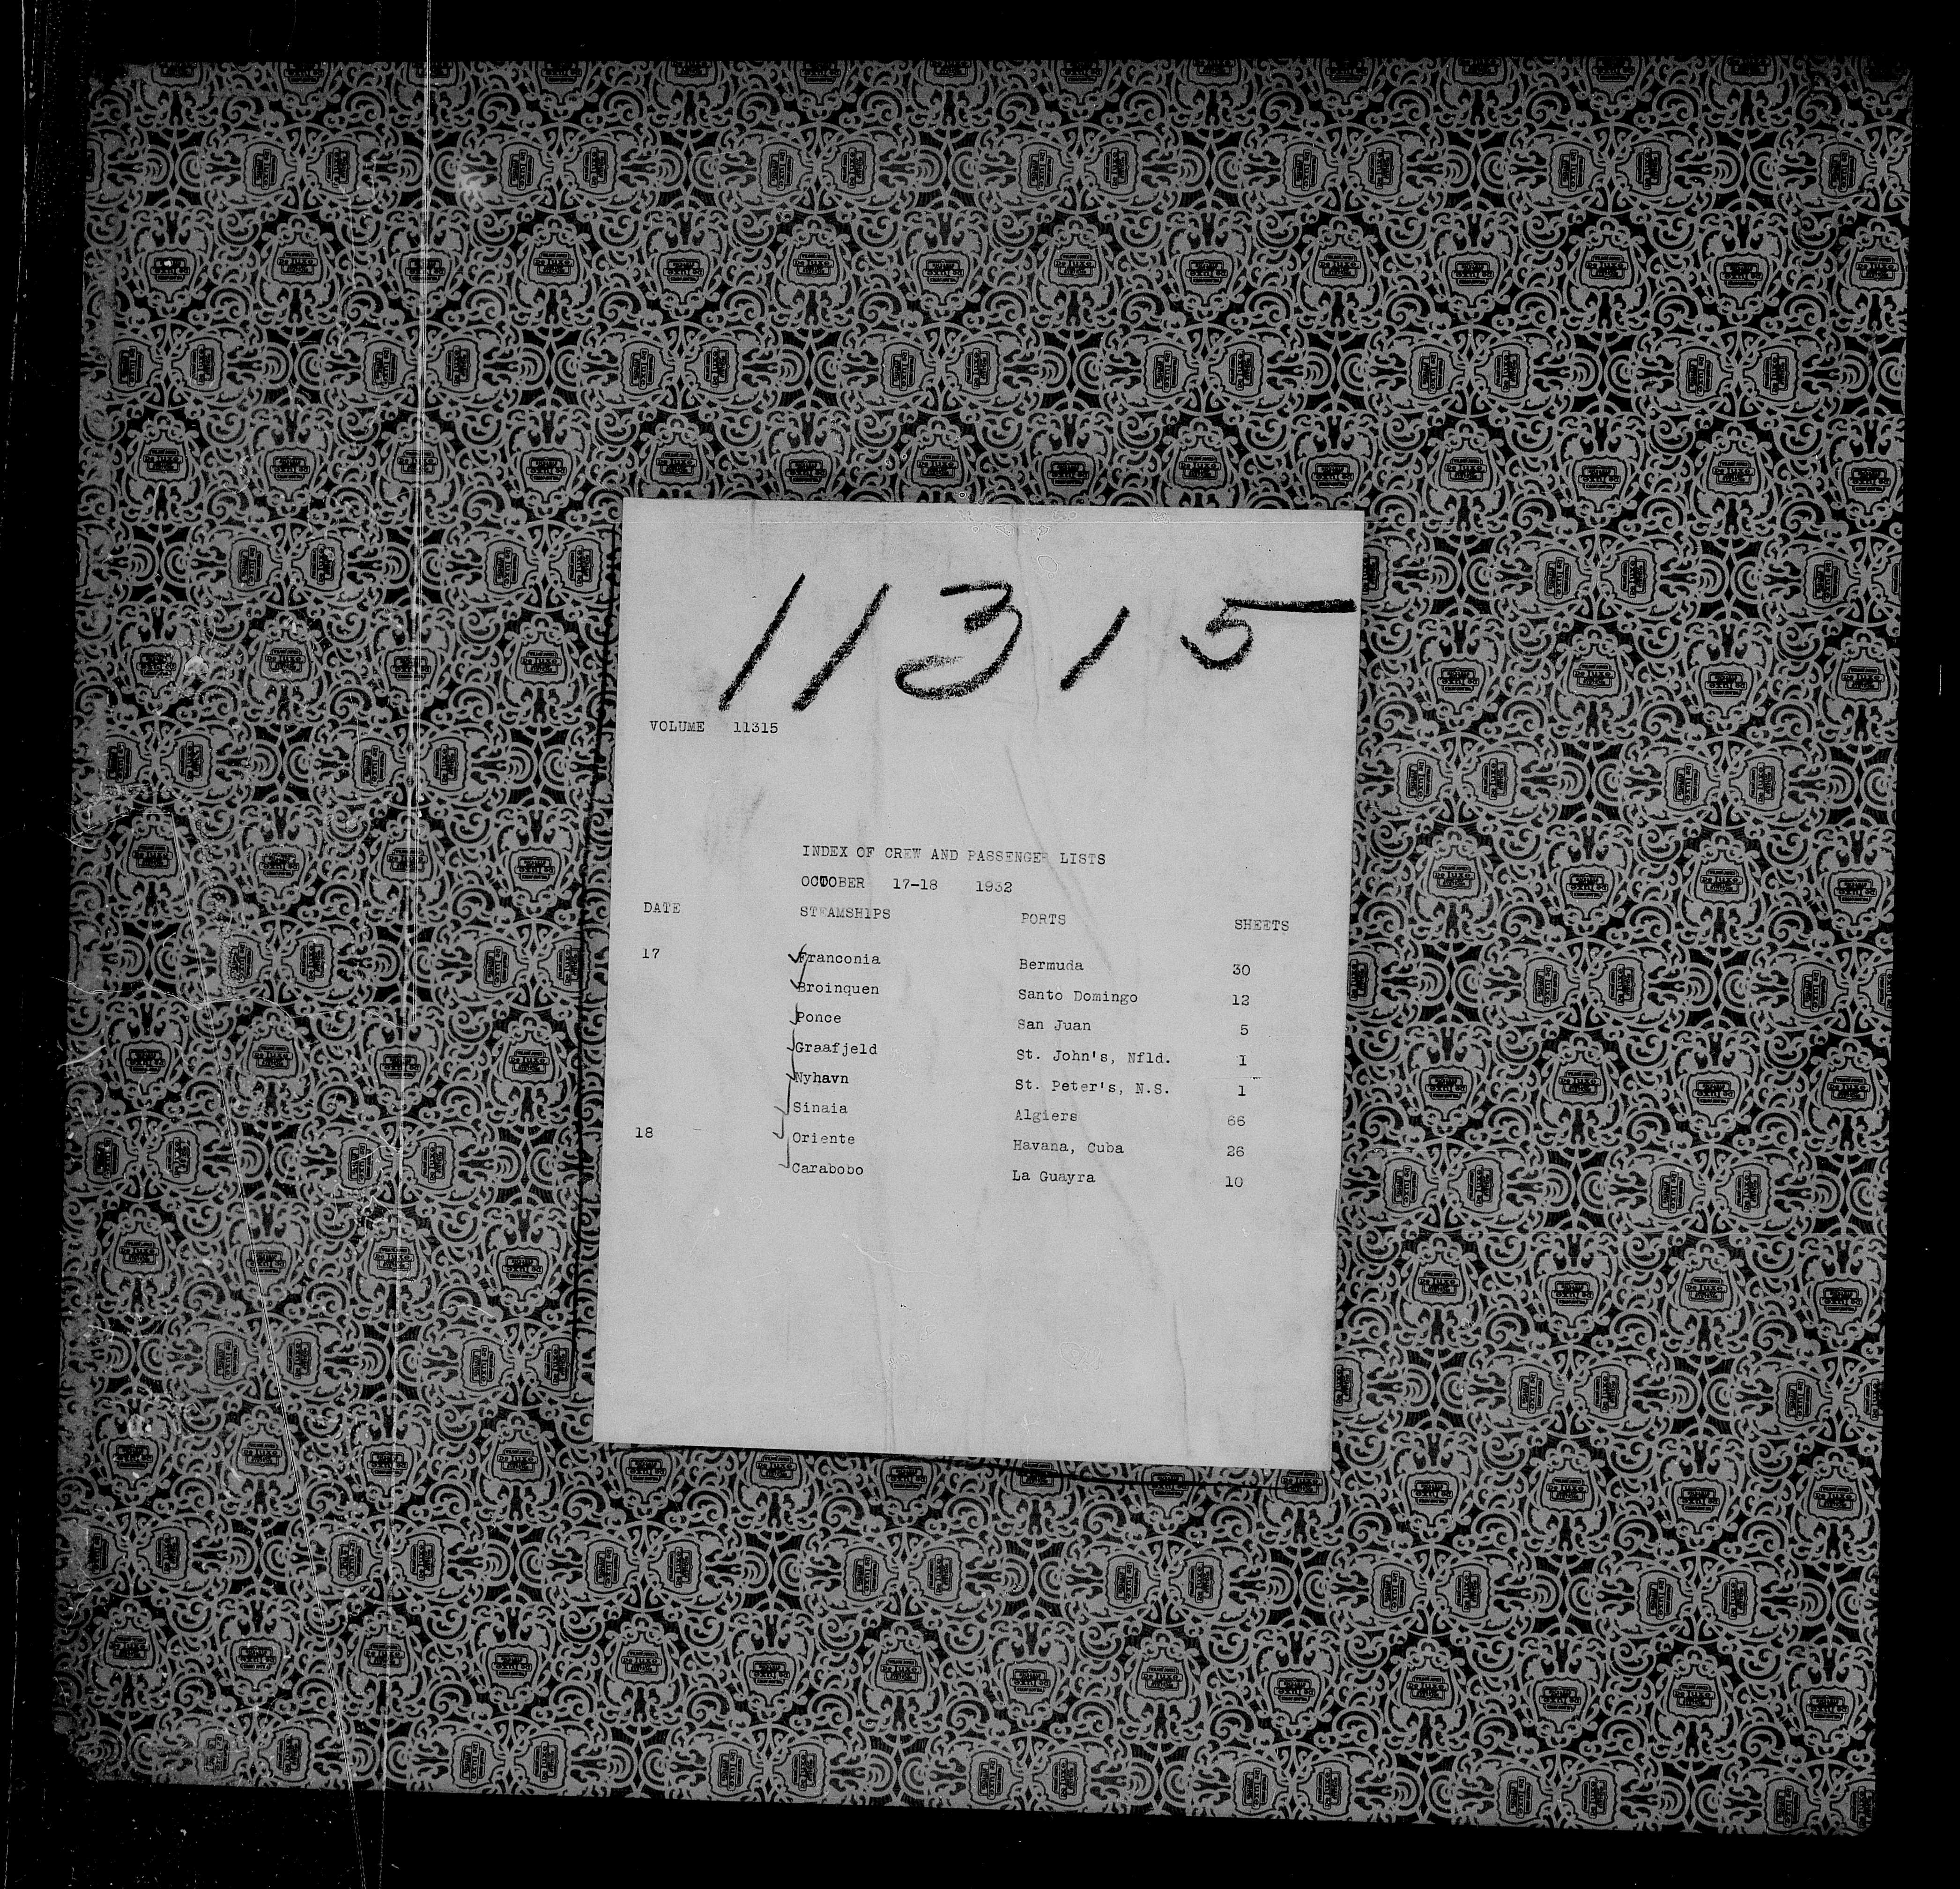 11315
VOLUME 11315
INDEX OF CREW AND PASSENGER LISTS
OCTOBER 17-18 1932
DATE STEAMSHIPS PORTS SHEETS
17 Franconia Bermuda 30
Broinquen Santo Domingo 12
Ponce San Juan 5
Graafjeld St. John's, Nfld. 1
Nyhavn St. Peter's, N.S. 1
Sinaia Algiers 66
18 Oriente Havana, Cuba 26
Carabobo La Guayra 10